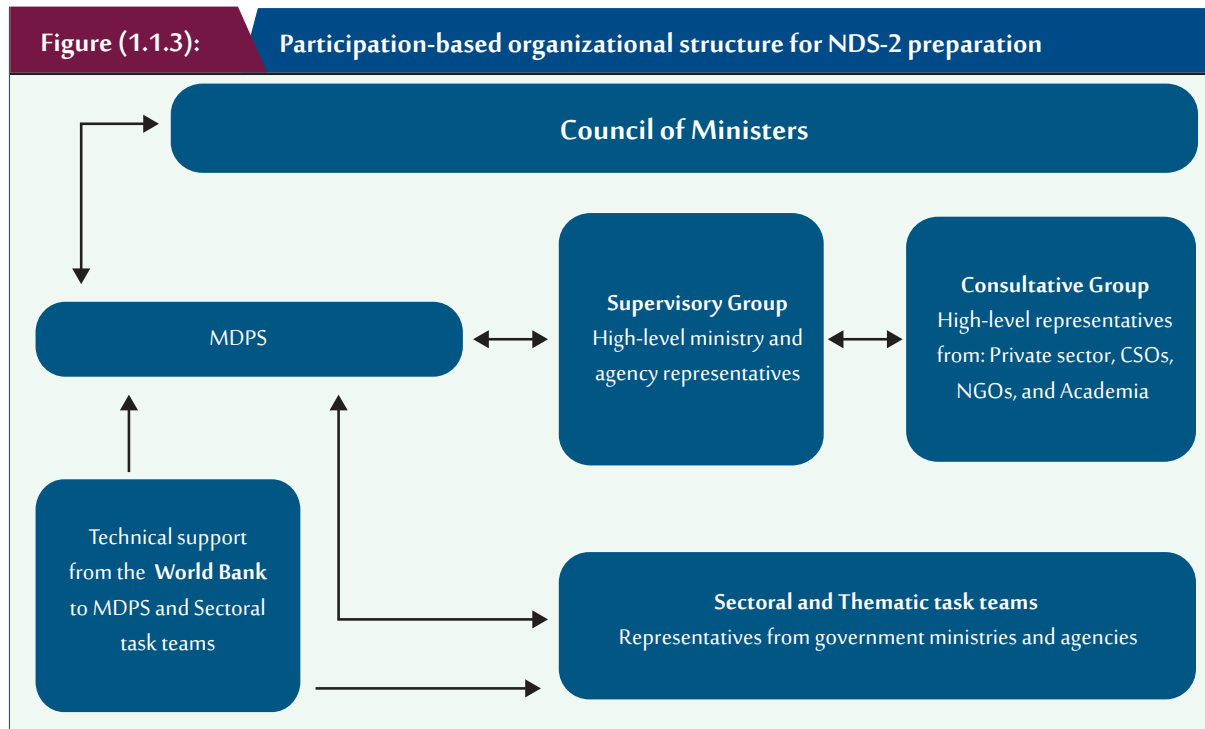 Figure (1.1.3): Participation-based organizational structure for NDS-2 preparation
Council of Ministers
MDPS
Supervisory Group
High-level ministry and
agency representatives
Consultative Group
High-level representatives
from: Private sector, CSOs,
NGOs, and Academia
Technical support
from the World Bank
to MDPS and Sectoral
task teams
Sectoral and Thematic task teams
Representatives from government ministries and agencies